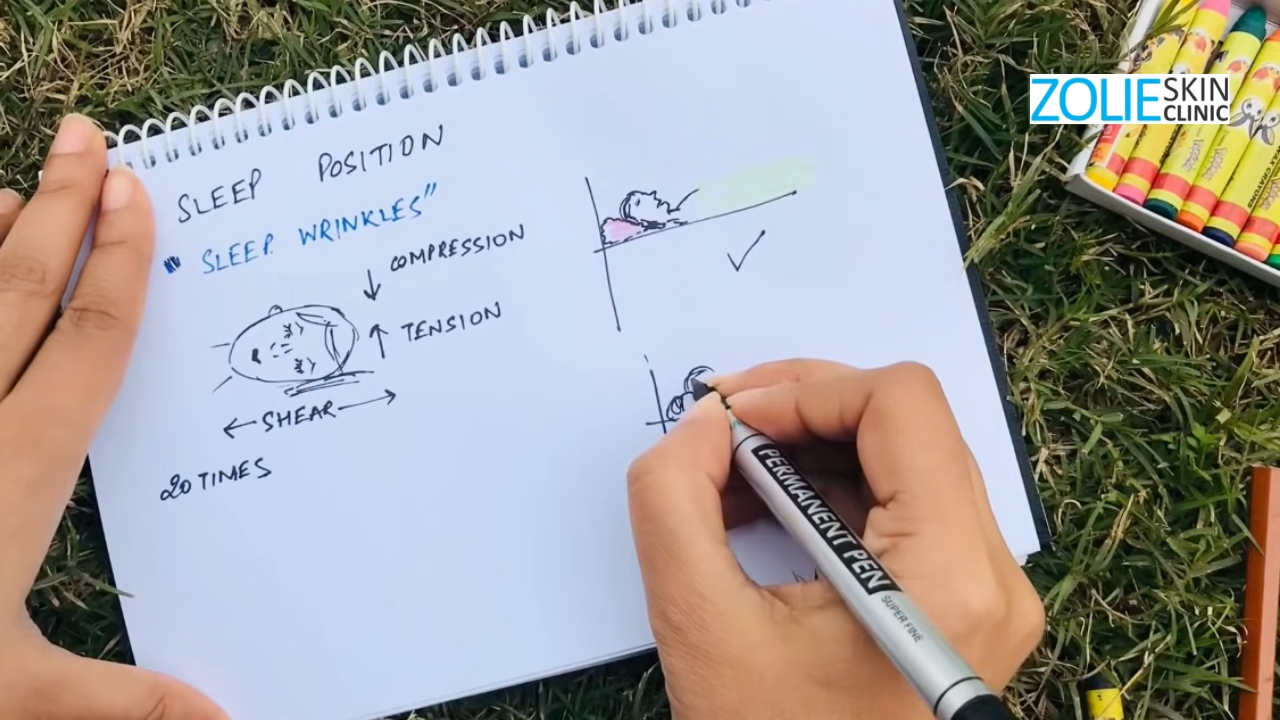 SLEEP POSITION
"SLEEP WRINKLES"
COMPRESSION
TENSION
←SHEAR→
20 TIMES
PERMANENT PEN
SUPER FINE
ZOLIE SKIN CLINIC